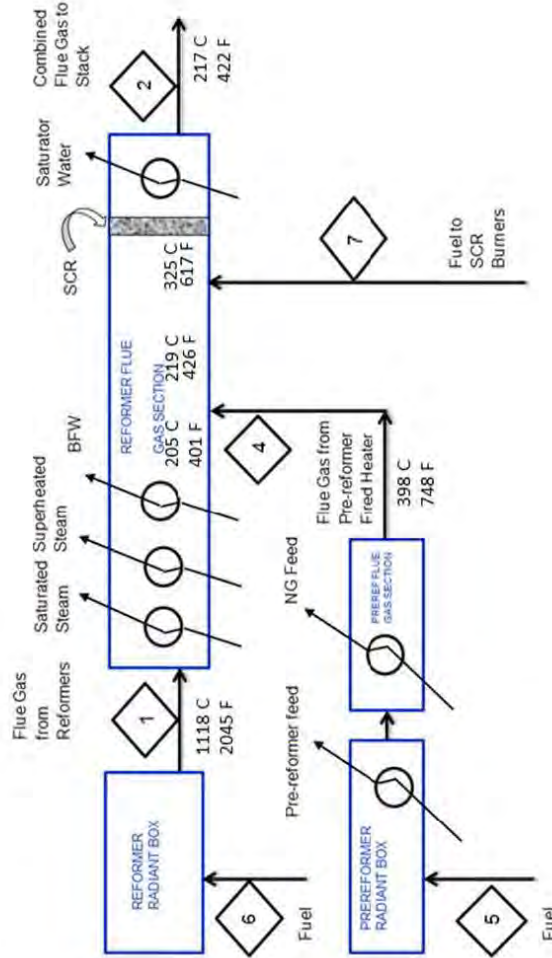 Flue Gas
from
Reformers
Saturated
Steam
Superheated
Steam
BFW
SCR
Saturator
Water
Combined
Flue Gas to
Stack
2
217 C
422 F
1
1118 C
2045 F
REFORMER
RADIANT BOX
6
Fuel
REFORMER FLUE
GAS SECTION
205 C
401 F
219 C
426 F
325 C
617 F
4
Flue Gas from
Pre-reformer
Fired Heater
398 C
748 F
7
Fuel to
SCR
Burners
Pre-reformer feed
NG Feed
PREREFORMER
RADIANT BOX
PREREF FLUE
GAS SECTION
5
Fuel